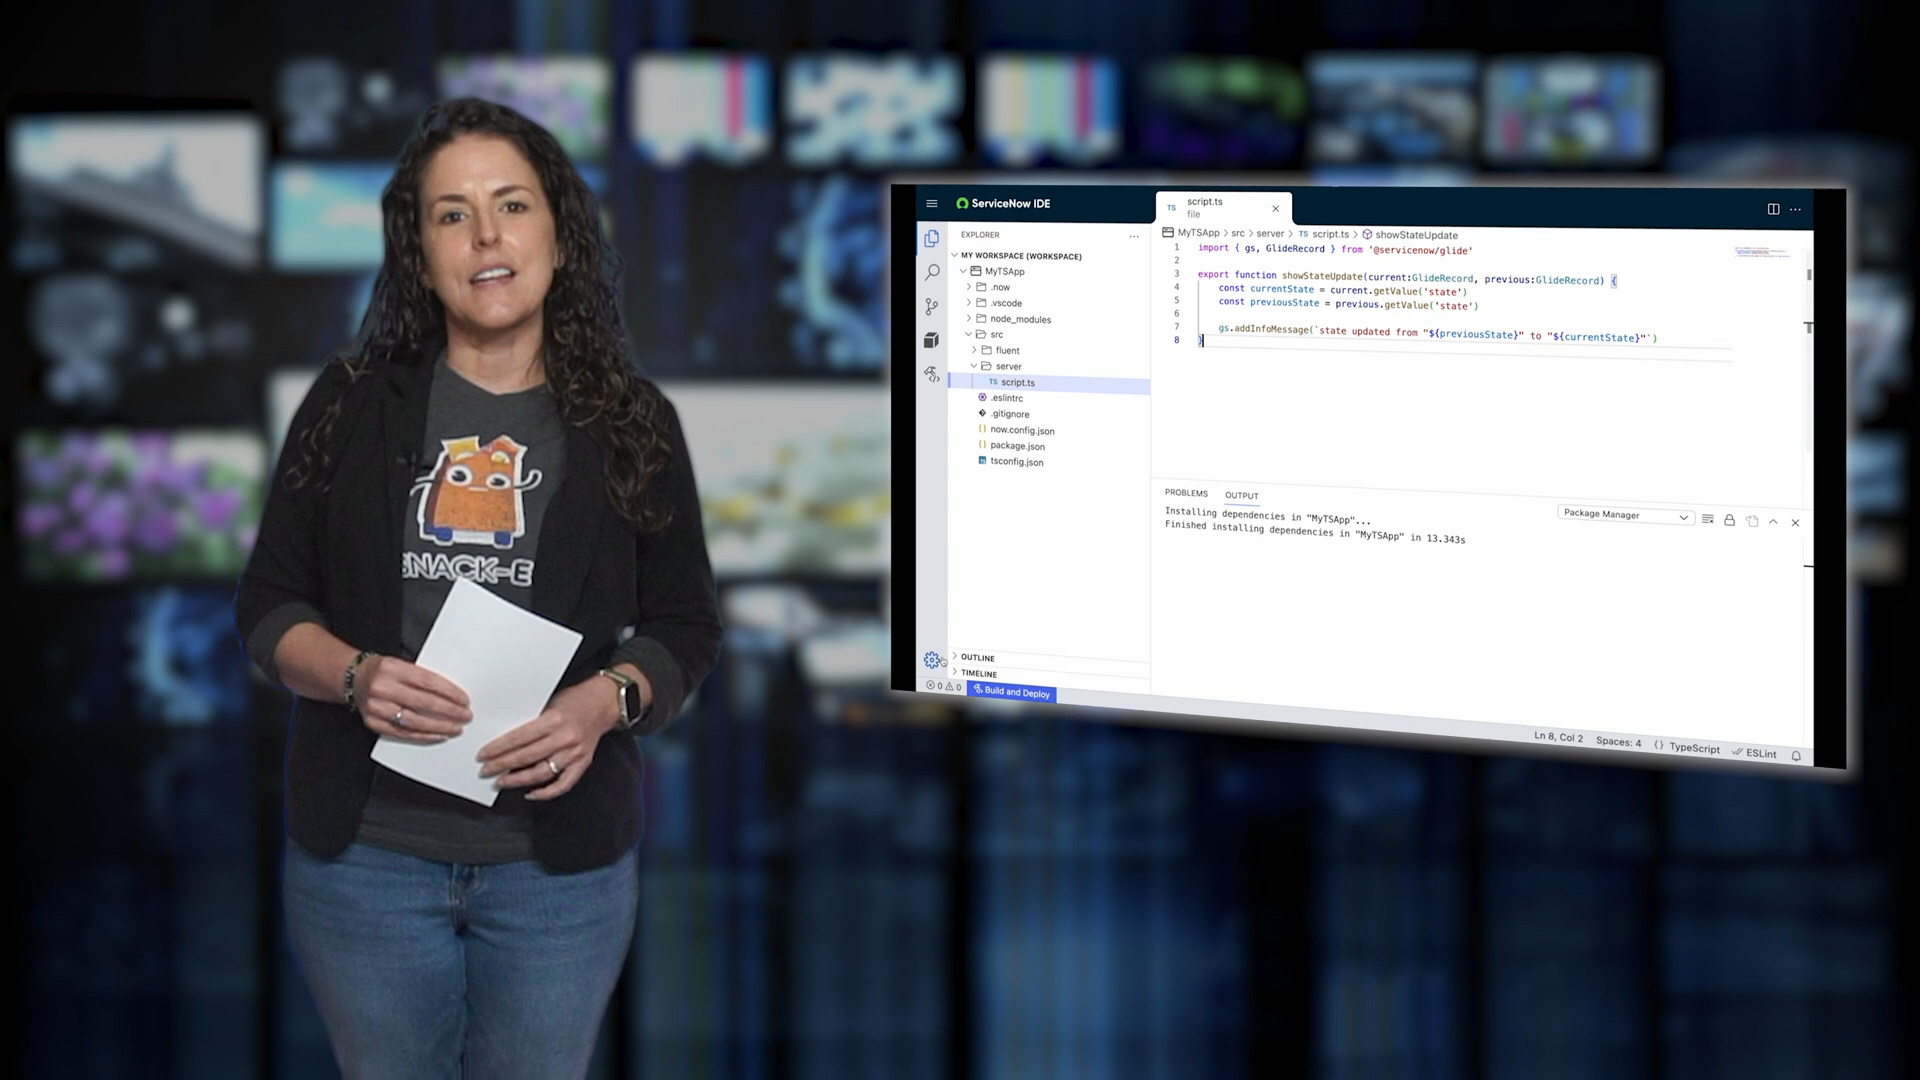 SNACK-E
ServiceNow IDE
TS script.ts
file
EXPLORER
MY WORKSPACE (WORKSPACE)
MyTSApp
.now
.vscode
node_modules
src
fluent
server
TS script.ts
.eslintrc
.gitignore
{} now.config.json
{} package.json
tsconfig.json
OUTLINE
TIMELINE
0 0 Build and Deploy
MyTSApp > src > server > TS script.ts > showStateUpdate
1 import { gs, GlideRecord } from '@servicenow/glide'
2
3 export function showStateUpdate(current:GlideRecord, previous:GlideRecord) {
4 const currentState = current.getValue('state')
5 const previousState = previous.getValue('state')
6
7 gs.addInfoMessage(`state updated from "${previousState}" to "${currentState}"`)
8 }
PROBLEMS OUTPUT
Package Manager
Installing dependencies in "MyTSApp"...
Finished installing dependencies in "MyTSApp" in 13.343s
Ln 8, Col 2 Spaces: 4 {} TypeScript ESLint